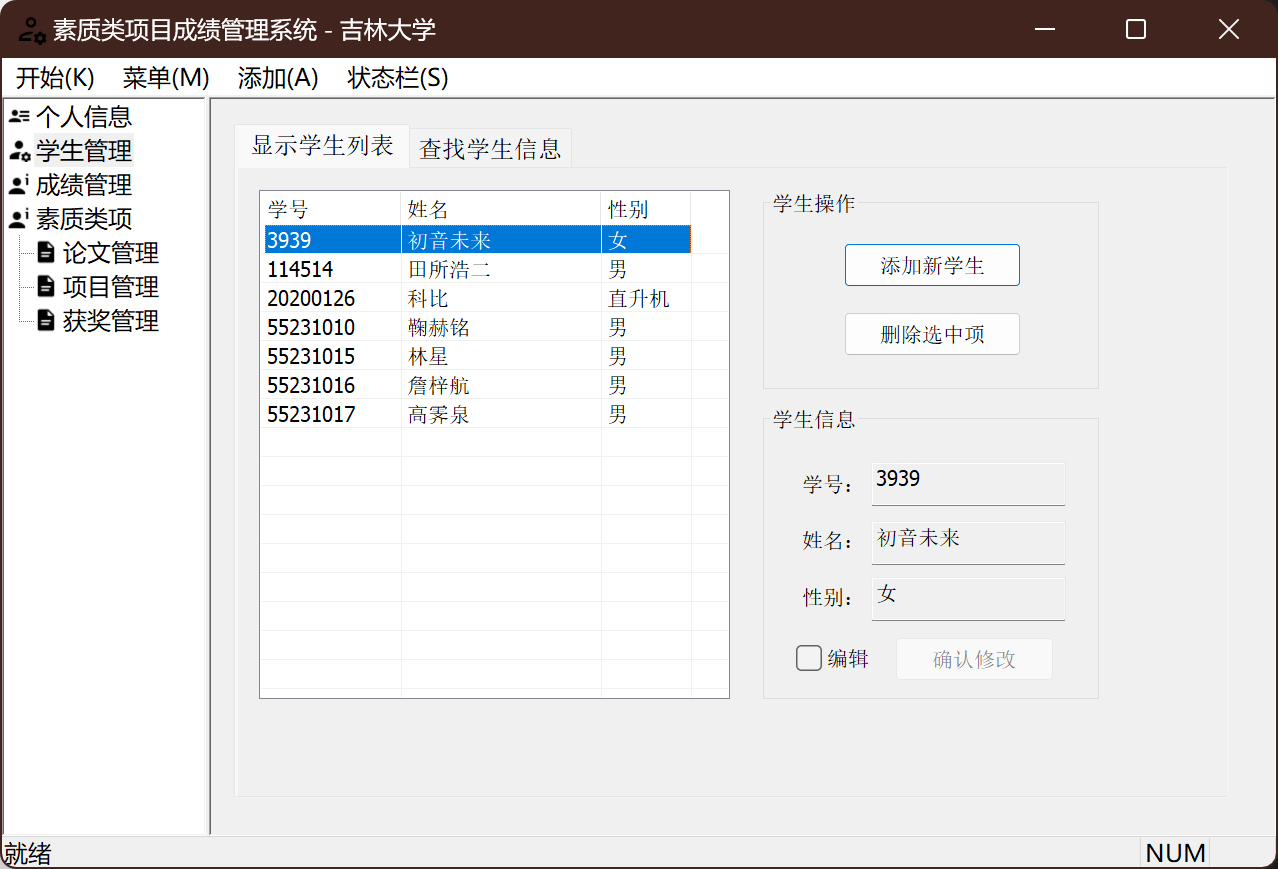 素质类项目成绩管理系统 - 吉林大学
开始(K) 菜单(M) 添加(A) 状态栏(S)
个人信息
学生管理
成绩管理
素质类项
论文管理
项目管理
获奖管理
显示学生列表 查找学生信息
学号 姓名 性别
3939 初音未来 女
114514 田所浩二 男
20200126 科比 直升机
55231010 鞠赫铭 男
55231015 林星 男
55231016 詹梓航 男
55231017 高霁泉 男
学生操作
添加新学生
删除选中项
学生信息
学号： 3939
姓名： 初音未来
性别： 女
编辑 确认修改
就绪 NUM